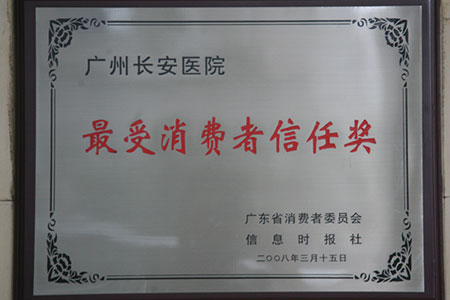 广州长安医院
最受消费者信任奖
广东省消费者委员会
信息时报社
二〇〇八年三月十五日